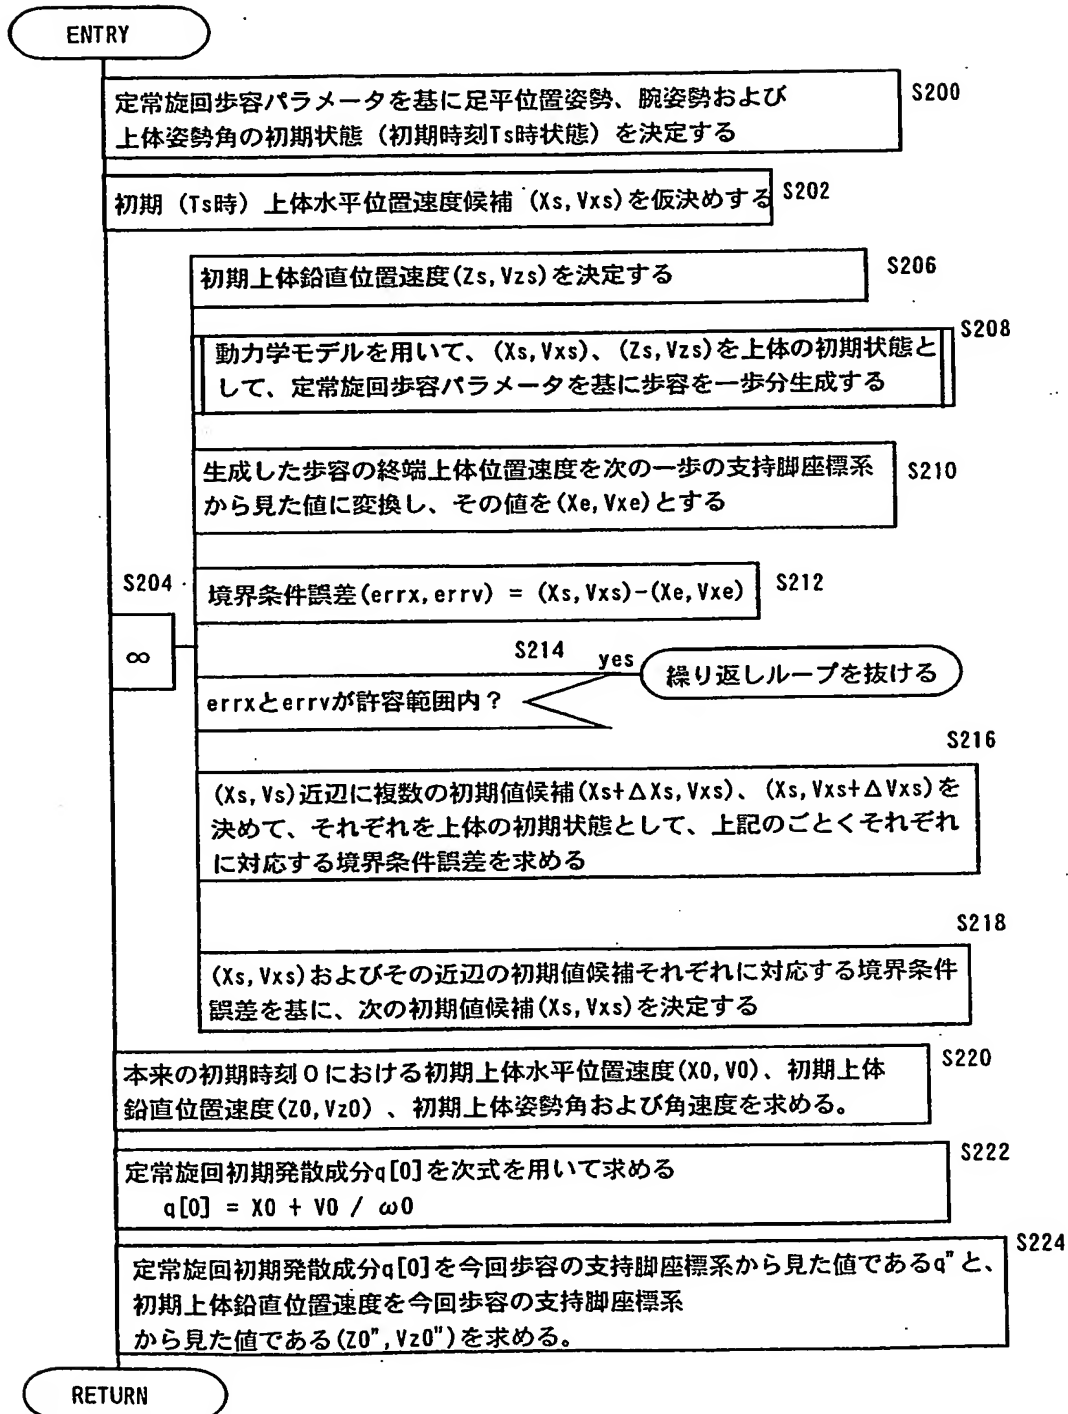 ENTRY
S200
定常旋回歩容パラメータを基に足平位置姿勢、腕姿勢および
上体姿勢角の初期状態(初期時刻Ts時状態)を決定する
S202
初期(Ts時)上体水平位置速度候補(Xs,Vxs)を仮決めする
S206
初期上体鉛直位置速度(Zs,Vzs)を決定する
S208
動力学モデルを用いて、(Xs,Vxs)、(Zs,Vzs)を上体の初期状態と
して、定常旋回歩容パラメータを基に歩容を一歩分生成する
S210
生成した歩容の終端上体位置速度を次の一歩の支持脚座標系
から見た値に変換し、その値を(Xe,Vxe)とする
S204
∞
S212
境界条件誤差(errx,errv) = (Xs,Vxs)-(Xe,Vxe)
S214
yes
繰り返しループを抜ける
errxとerrvが許容範囲内?
S216
(Xs,Vs)近辺に複数の初期値候補(Xs+ΔXs,Vxs)、(Xs,Vxs+ΔVxs)を
決めて、それぞれを上体の初期状態として、上記のごとくそれぞれ
に対応する境界条件誤差を求める
S218
(Xs,Vxs)およびその近辺の初期値候補それぞれに対応する境界条件
誤差を基に、次の初期値候補(Xs,Vxs)を決定する
S220
本来の初期時刻0における初期上体水平位置速度(X0,V0)、初期上体
鉛直位置速度(Z0,Vz0)、初期上体姿勢角および角速度を求める。
S222
定常旋回初期発散成分q[0]を次式を用いて求める
q[0] = X0 + V0 / ω0
S224
定常旋回初期発散成分q[0]を今回歩容の支持脚座標系から見た値であるq"と、
初期上体鉛直位置速度を今回歩容の支持脚座標系
から見た値である(Z0",Vz0")を求める。
RETURN